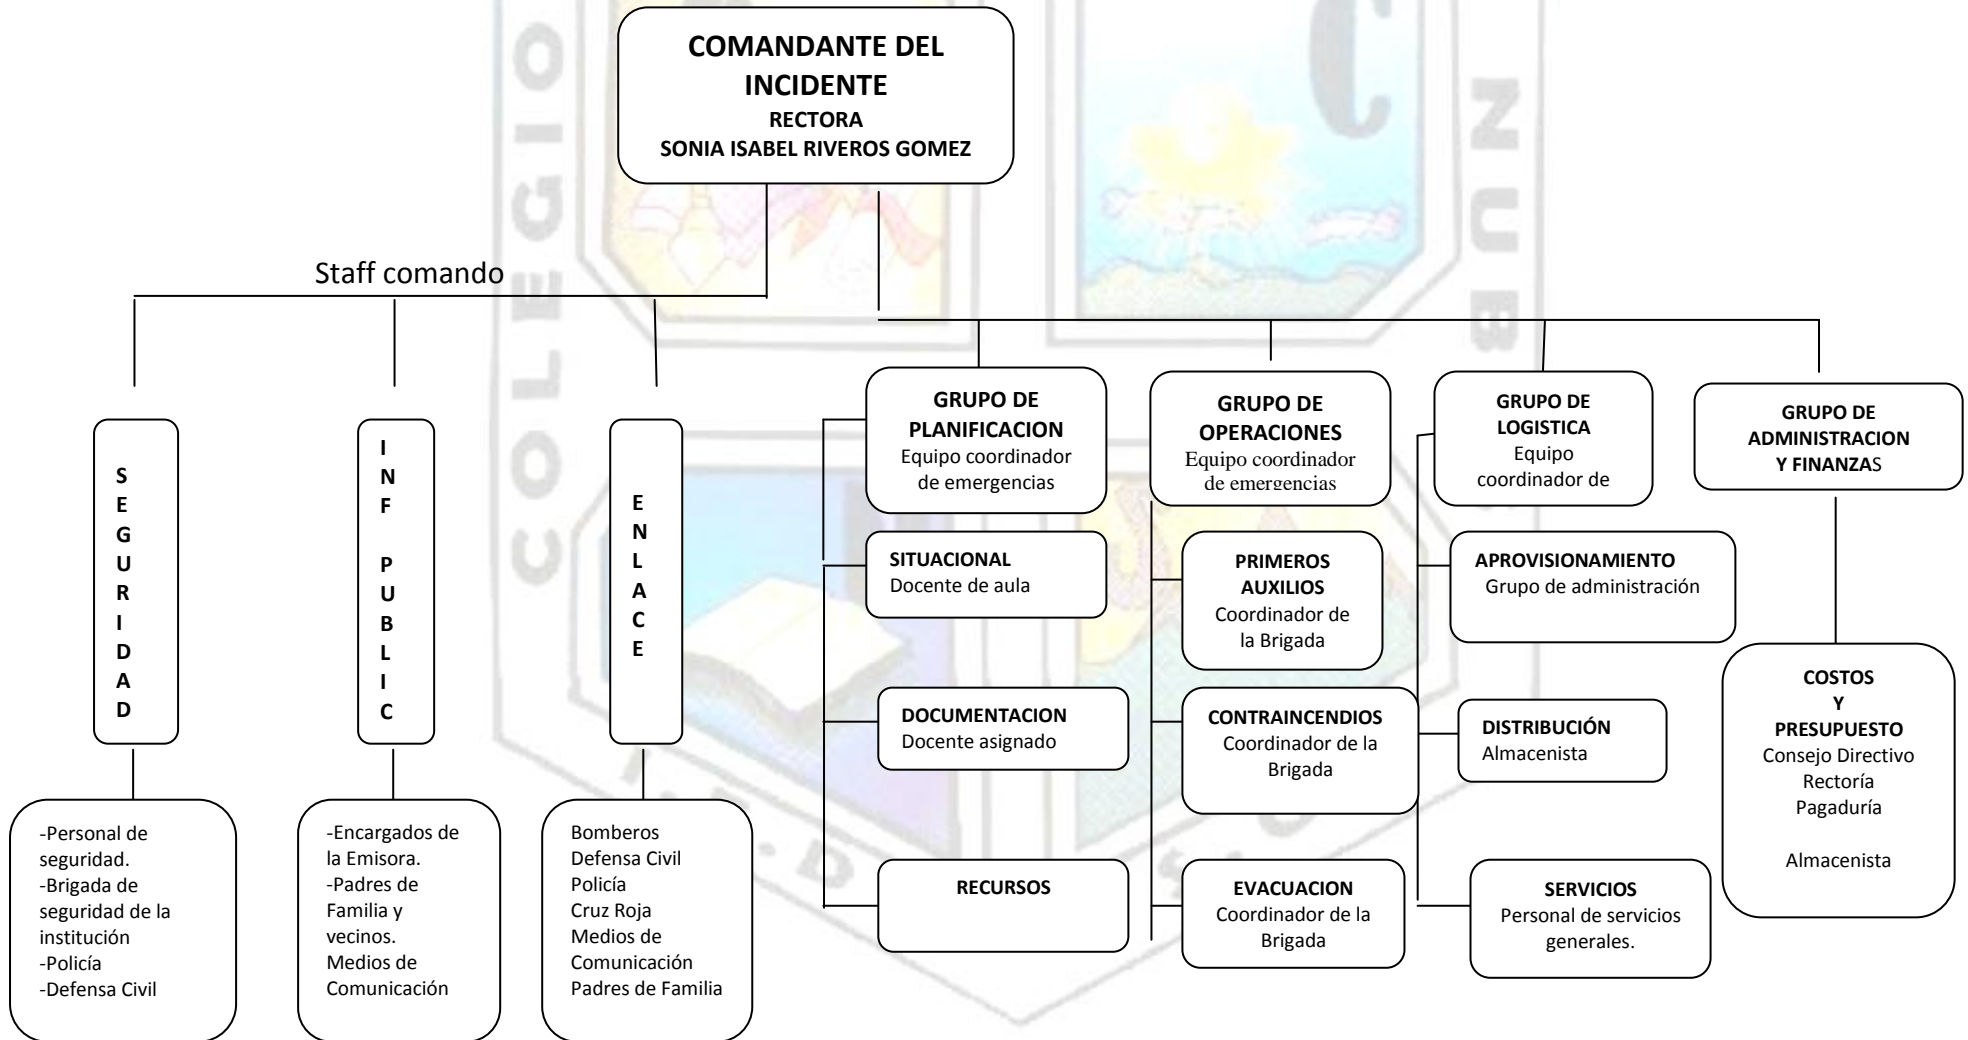 COMANDANTE DEL
INCIDENTE
RECTORA
SONIA ISABEL RIVEROS GOMEZ
Staff comando
SEGURIDAD
INF PUBLIC
ENLACE
GRUPO DE
PLANIFICACION
Equipo coordinador
de emergencias
GRUPO DE
OPERACIONES
Equipo coordinador
de emergencias
GRUPO DE
LOGISTICA
Equipo
coordinador de
GRUPO DE
ADMINISTRACION
Y FINANZAS
SITUACIONAL
Docente de aula
PRIMEROS
AUXILIOS
Coordinador de
la Brigada
APROVISIONAMIENTO
Grupo de administración
DOCUMENTACION
Docente asignado
CONTRAINCENDIOS
Coordinador de la
Brigada
DISTRIBUCIÓN
Almacenista
COSTOS
Y
PRESUPUESTO
Consejo Directivo
Rectoría
Pagaduría
Almacenista
RECURSOS
EVACUACION
Coordinador de la
Brigada
SERVICIOS
Personal de servicios
generales.
-Personal de
seguridad.
-Brigada de
seguridad de la
institución
-Policía
-Defensa Civil
-Encargados de
la Emisora.
-Padres de
Familia y
vecinos.
Medios de
Comunicación
Bomberos
Defensa Civil
Policía
Cruz Roja
Medios de
Comunicación
Padres de Familia
COLEGIO